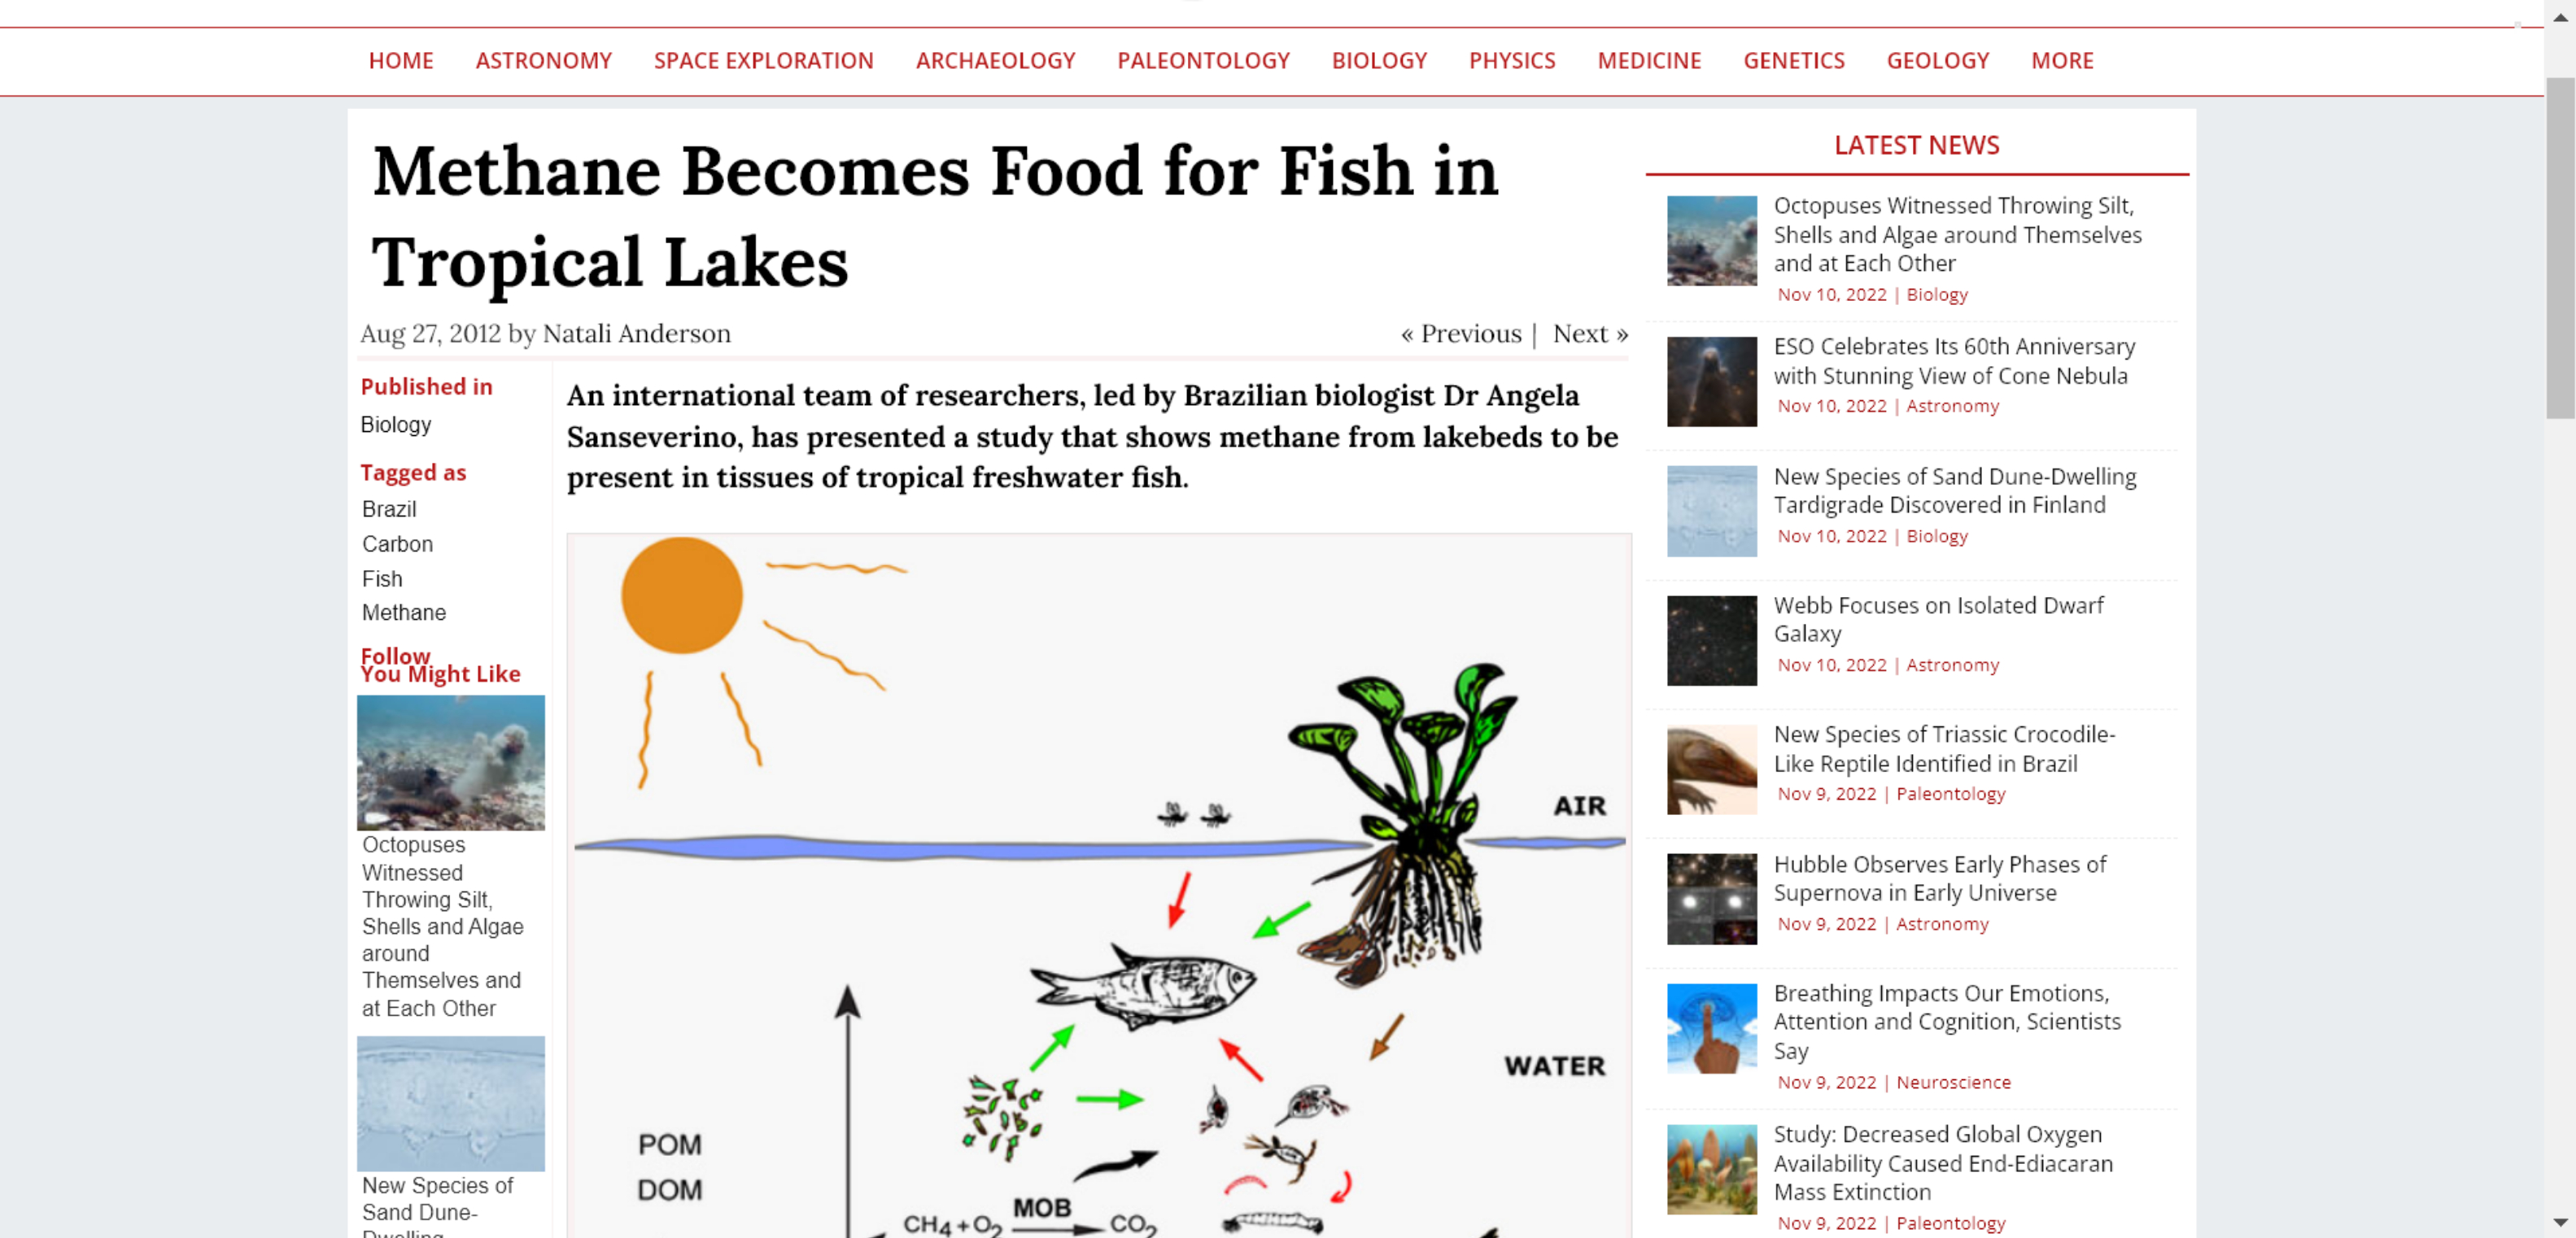 HOME ASTRONOMY SPACE EXPLORATION ARCHAEOLOGY PALEONTOLOGY BIOLOGY PHYSICS MEDICINE GENETICS GEOLOGY MORE
Methane Becomes Food for Fish in
Tropical Lakes
Aug 27, 2012 by Natali Anderson
« Previous | Next »
Published in
Biology
Tagged as
Brazil
Carbon
Fish
Methane
Follow
You Might Like
Octopuses
Witnessed
Throwing Silt,
Shells and Algae
around
Themselves and
at Each Other
New Species of
Sand Dune-
Dwelling
An international team of researchers, led by Brazilian biologist Dr Angela
Sanseverino, has presented a study that shows methane from lakebeds to be
present in tissues of tropical freshwater fish.
AIR
WATER
POM
DOM
MOB
CH4 + O2
CO2
LATEST NEWS
Octopuses Witnessed Throwing Silt,
Shells and Algae around Themselves
and at Each Other
Nov 10, 2022 | Biology
ESO Celebrates Its 60th Anniversary
with Stunning View of Cone Nebula
Nov 10, 2022 | Astronomy
New Species of Sand Dune-Dwelling
Tardigrade Discovered in Finland
Nov 10, 2022 | Biology
Webb Focuses on Isolated Dwarf
Galaxy
Nov 10, 2022 | Astronomy
New Species of Triassic Crocodile-
Like Reptile Identified in Brazil
Nov 9, 2022 | Paleontology
Hubble Observes Early Phases of
Supernova in Early Universe
Nov 9, 2022 | Astronomy
Breathing Impacts Our Emotions,
Attention and Cognition, Scientists
Say
Nov 9, 2022 | Neuroscience
Study: Decreased Global Oxygen
Availability Caused End-Ediacaran
Mass Extinction
Nov 9, 2022 | Paleontology